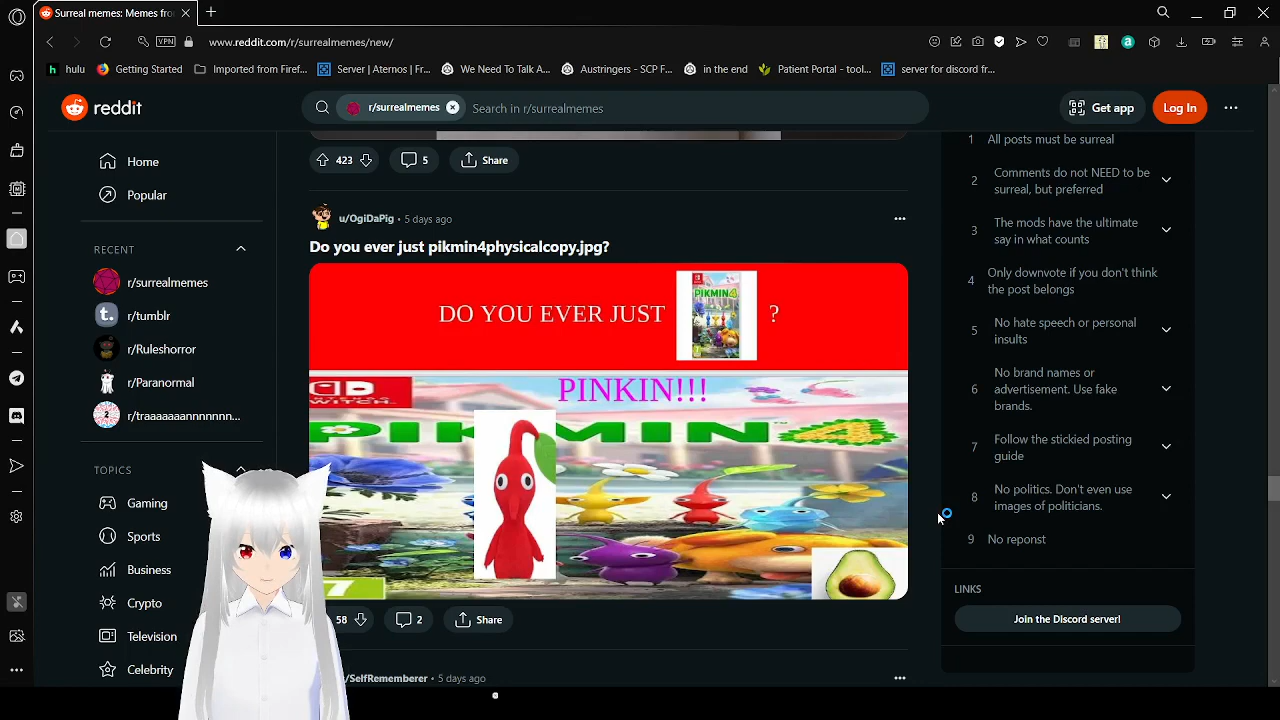 Surreal memes: Memes fro
VPN
www.reddit.com/r/surrealmemes/new/
hulu
Getting Started
Imported from Firef...
Server | Aternos | Fr...
We Need To Talk A...
Austringers - SCP F...
in the end
Patient Portal - tool...
server for discord fr...
reddit
r/surrealmemes
Search in r/surrealmemes
Get app
Log In
Home
Popular
RECENT
r/surrealmemes
r/tumblr
r/Ruleshorror
r/Paranormal
r/traaaaaaannnnnnn...
TOPICS
Gaming
Sports
Business
Crypto
Television
Celebrity
423
5
Share
u/OgiDaPig • 5 days ago
Do you ever just pikmin4physicalcopy.jpg?
DO YOU EVER JUST
PIKMIN 4
?
PINKIN!!!
SWITCH
PIKMIN 4
7
58
2
Share
/SelfRememberer • 5 days ago
1 All posts must be surreal
2 Comments do not NEED to be
surreal, but preferred
3 The mods have the ultimate
say in what counts
4 Only downvote if you don't think
the post belongs
5 No hate speech or personal
insults
6 No brand names or
advertisement. Use fake
brands.
7 Follow the stickied posting
guide
8 No politics. Don't even use
images of politicians.
9 No reponst
LINKS
Join the Discord server!